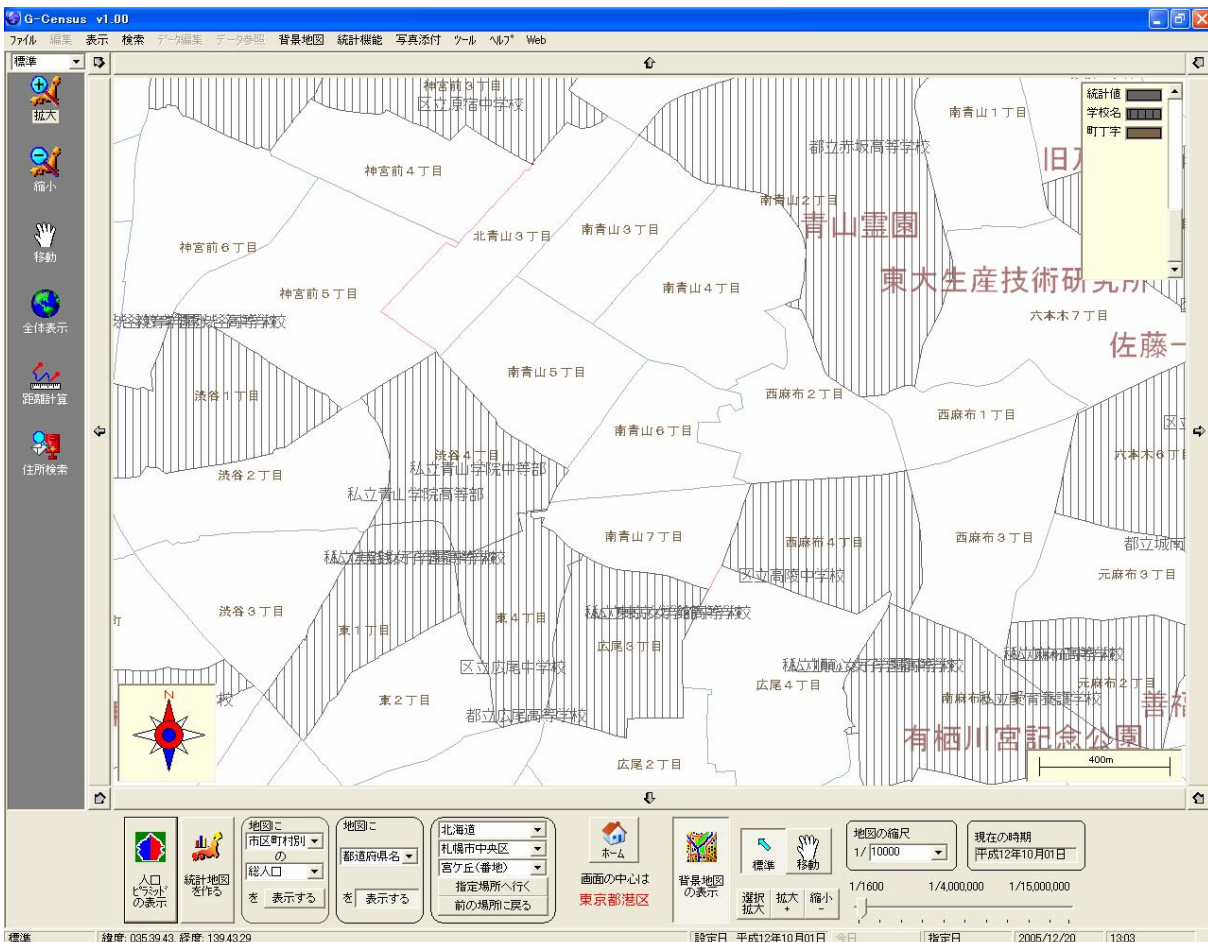 G-Census v1.00
ファイル 編集 表示 検索 データ編集 データ参照 背景地図 統計機能 写真添付 ツール ヘルプ Web
標準
拡大
縮小
移動
全体表示
距離計算
住所検索
神宮前3丁目
区立原宿中学校
南青山1丁目
統計値
学校名
町丁字
都立赤坂高等学校
神宮前4丁目
南青山2丁目
青山霊園
北青山3丁目
南青山3丁目
神宮前6丁目
東大生産技術研究所
神宮前5丁目
南青山4丁目
六本木7丁目
佐藤
南青山5丁目
渋谷1丁目
西麻布2丁目
西麻布1丁目
南青山6丁目
渋谷4丁目
六本木6丁
私立青山学院中等部
渋谷2丁目
私立青山学院高等部
南青山7丁目
西麻布4丁目
西麻布3丁目
都立城南
区立高陵中学校
元麻布3丁目
渋谷3丁目
東1丁目
東4丁目
広尾3丁目
区立広尾中学校
広尾4丁目
元麻布2丁目
南麻布
私立愛育養護学校
東2丁目
都立広尾高等学校
善福
有栖川宮記念公園
広尾2丁目
N
400m
人口ピラミッドの表示
統計地図を作る
地図に
市区町村別
の
総人口
を 表示する
地図に
都道府県名
を 表示する
北海道
札幌市中央区
宮ケ丘(番地)
指定場所へ行く
前の場所に戻る
ホーム
画面の中心は
東京都港区
背景地図の表示
標準
移動
選択拡大
拡大+
縮小-
地図の縮尺
1/ 10000
現在の時期
平成12年10月01日
1/1600 1/4,000,000 1/15,000,000
標準 緯度: 035.39.43, 経度: 139.43.29 設定日 平成12年10月01日 今日 指定日 2005/12/20 13:03